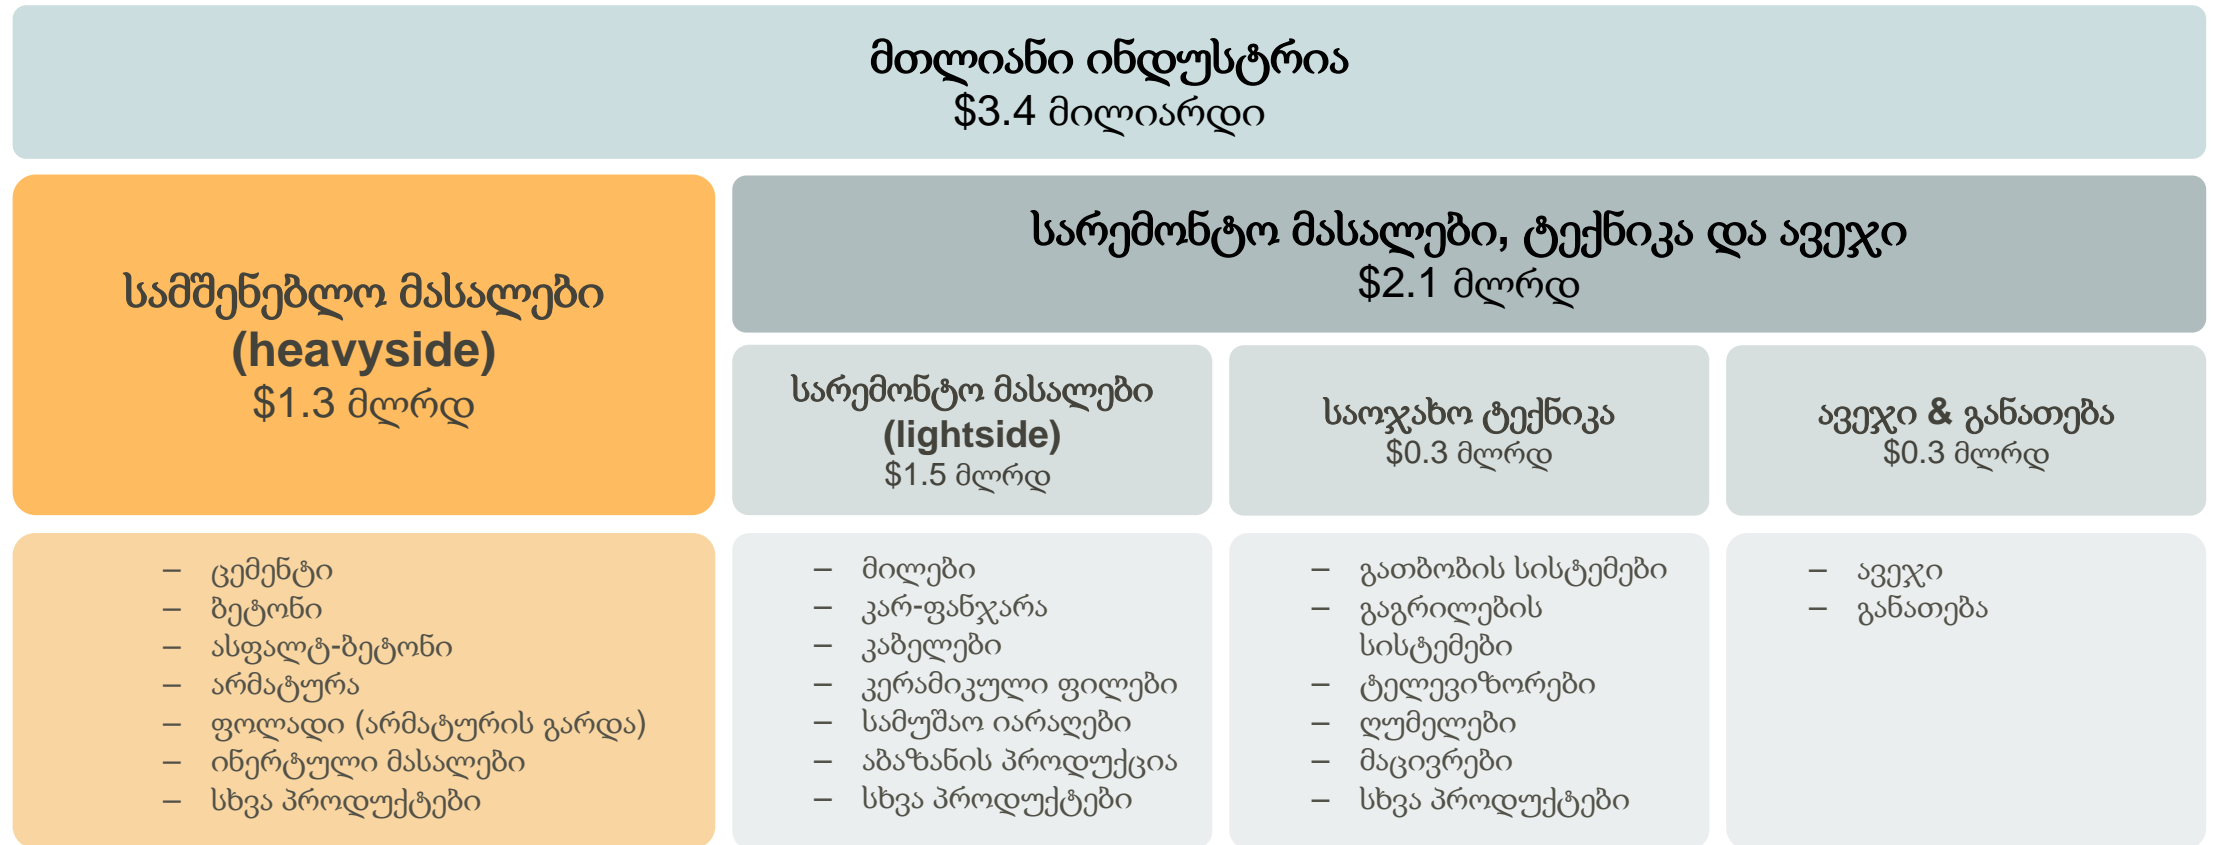 მთლიანი ინდუსტრია
$3.4 მილიარდი
სამშენებლო მასალები
(heavyside)
$1.3 მლრდ
სარემონტო მასალები, ტექნიკა და ავეჯი
$2.1 მლრდ
სარემონტო მასალები
(lightside)
$1.5 მლრდ
საოჯახო ტექნიკა
$0.3 მლრდ
ავეჯი & განათება
$0.3 მლრდ
– ცემენტი
– ბეტონი
– ასფალტ-ბეტონი
– არმატურა
– ფოლადი (არმატურის გარდა)
– ინერტული მასალები
– სხვა პროდუქტები
– მილები
– კარ-ფანჯარა
– კაბელები
– კერამიკული ფილები
– სამუშაო იარაღები
– აბაზანის პროდუქცია
– სხვა პროდუქტები
– გათბობის სისტემები
– გაგრილების
სისტემები
– ტელევიზორები
– ღუმელები
– მაცივრები
– სხვა პროდუქტები
– ავეჯი
– განათება